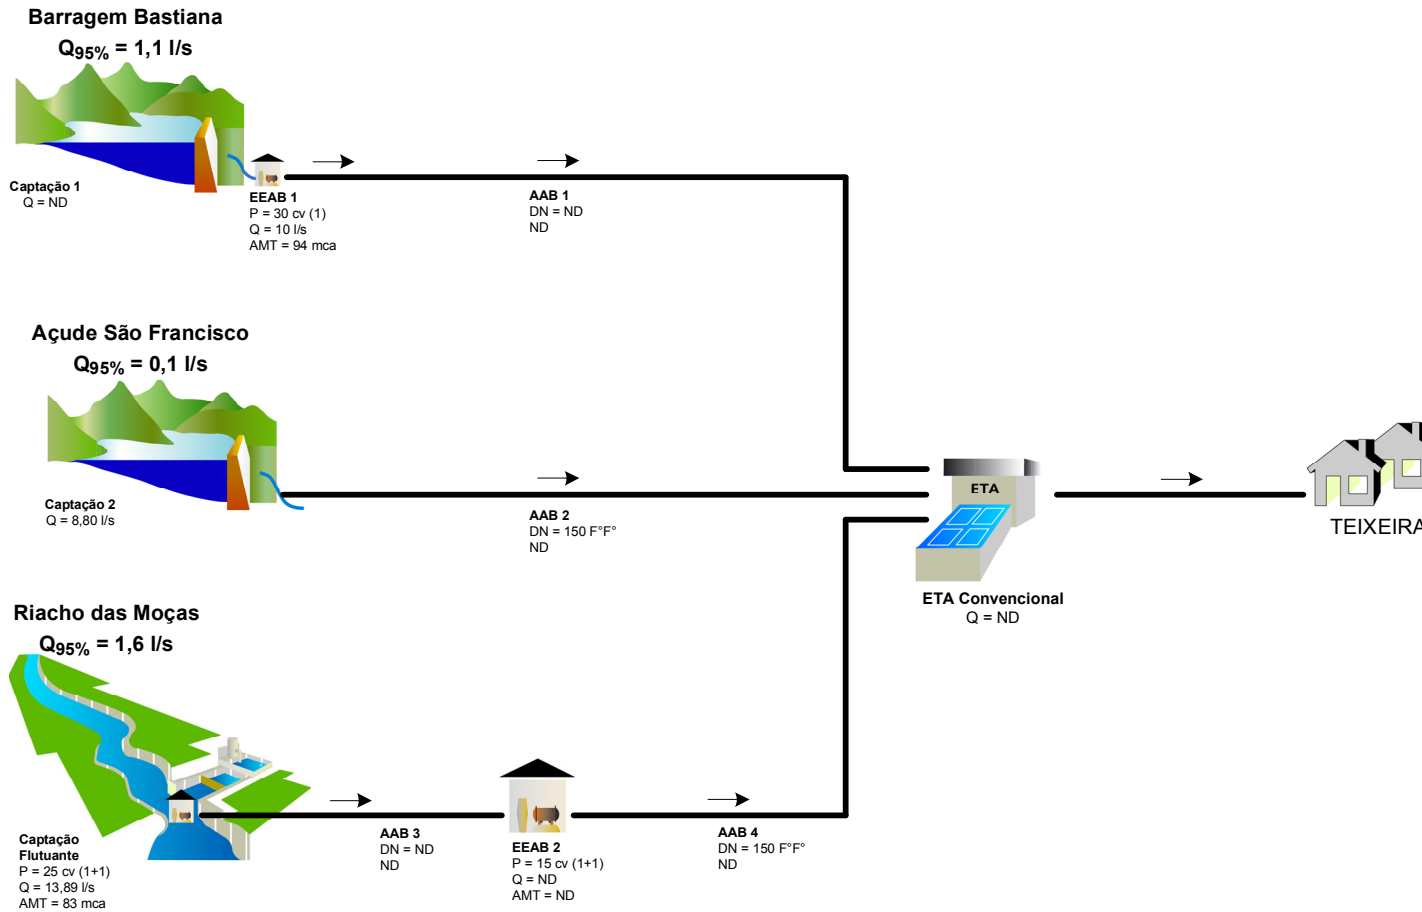 Barragem Bastiana
Q95% = 1,1 l/s
Captação 1
Q = ND
EEAB 1
P = 30 cv (1)
Q = 10 l/s
AMT = 94 mca
AAB 1
DN = ND
ND
Açude São Francisco
Q95% = 0,1 l/s
Captação 2
Q = 8,80 l/s
AAB 2
DN = 150 F°F°
ND
ETA
ETA Convencional
Q = ND
TEIXEIRA
Riacho das Moças
Q95% = 1,6 l/s
Captação
Flutuante
P = 25 cv (1+1)
Q = 13,89 l/s
AMT = 83 mca
AAB 3
DN = ND
ND
EEAB 2
P = 15 cv (1+1)
Q = ND
AMT = ND
AAB 4
DN = 150 F°F°
ND